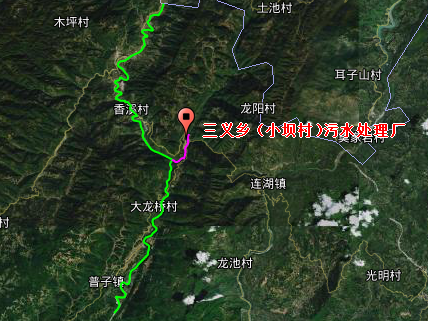 土池村
木坪村
耳子山村
香溪村
龙阳村
三义乡（小坝村）污水处理厂
连湖镇
大龙桥村
村
龙池村
光明村
普子镇